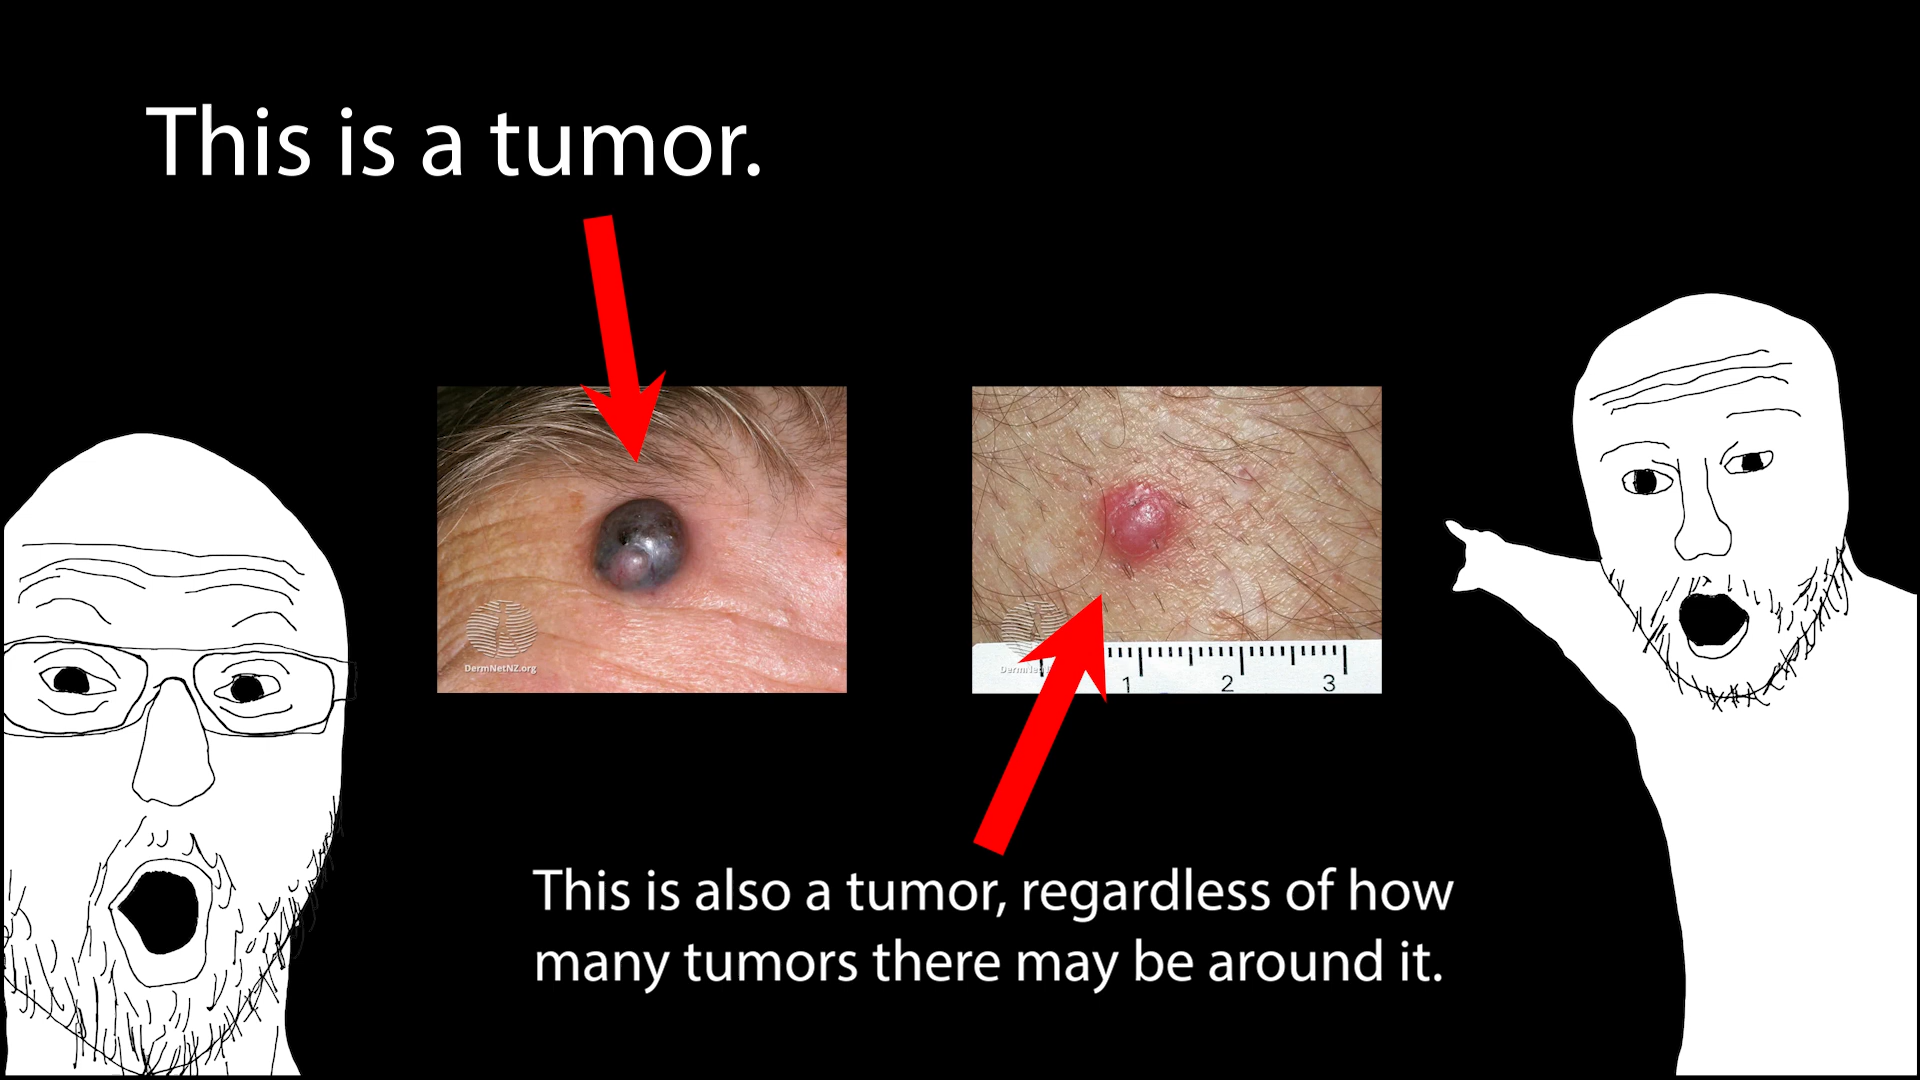 This is a tumor.
DermNetNZ.org
1 2 3
This is also a tumor, regardless of how
many tumors there may be around it.